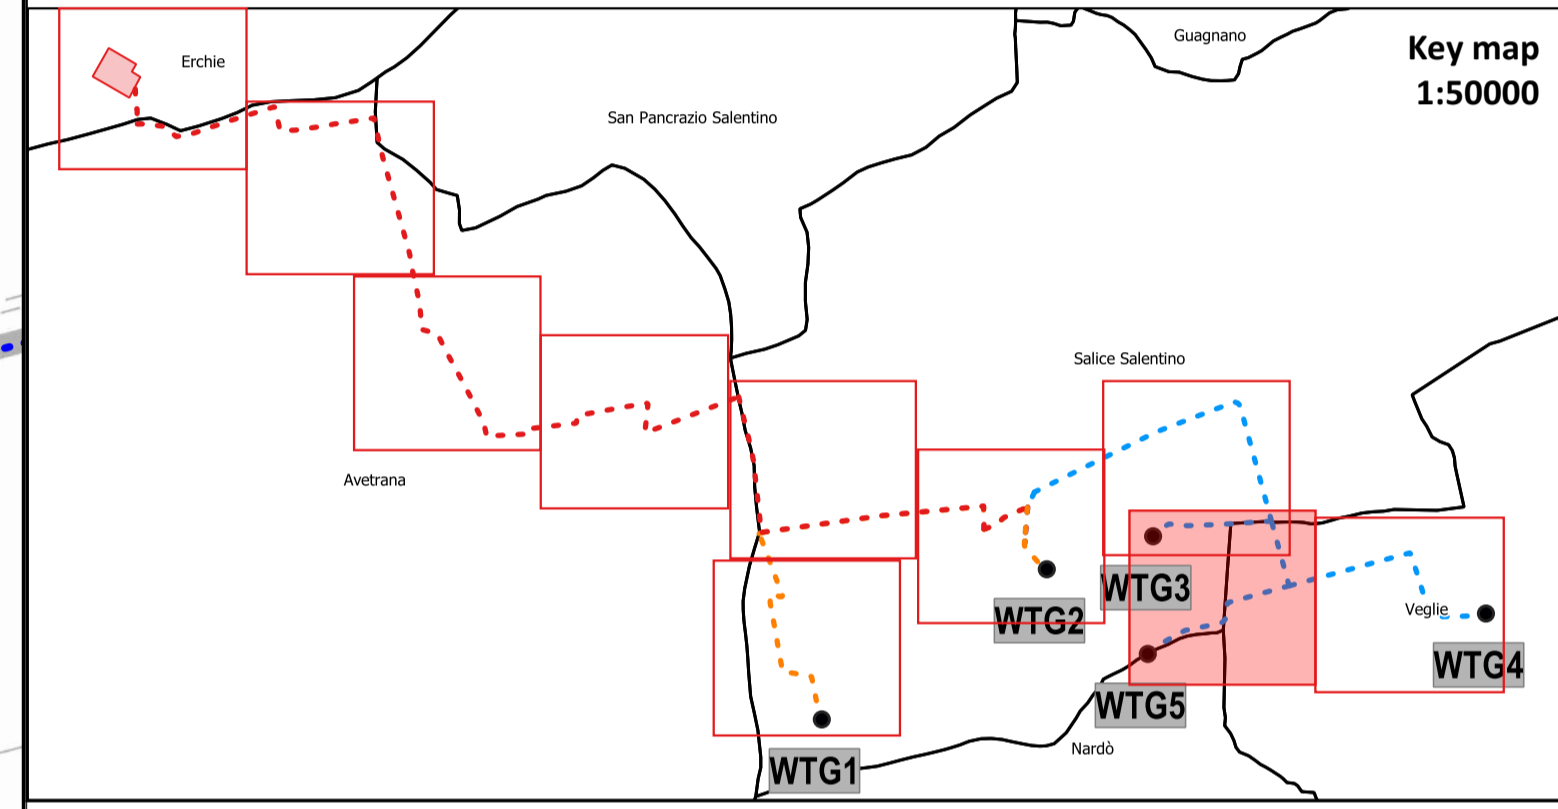 Guagnano
Key map
1:50000
Erchie
San Pancrazio Salentino
Salice Salentino
Avetrana
WTG3
WTG2
Veglie
WTG4
WTG5
Nardò
WTG1